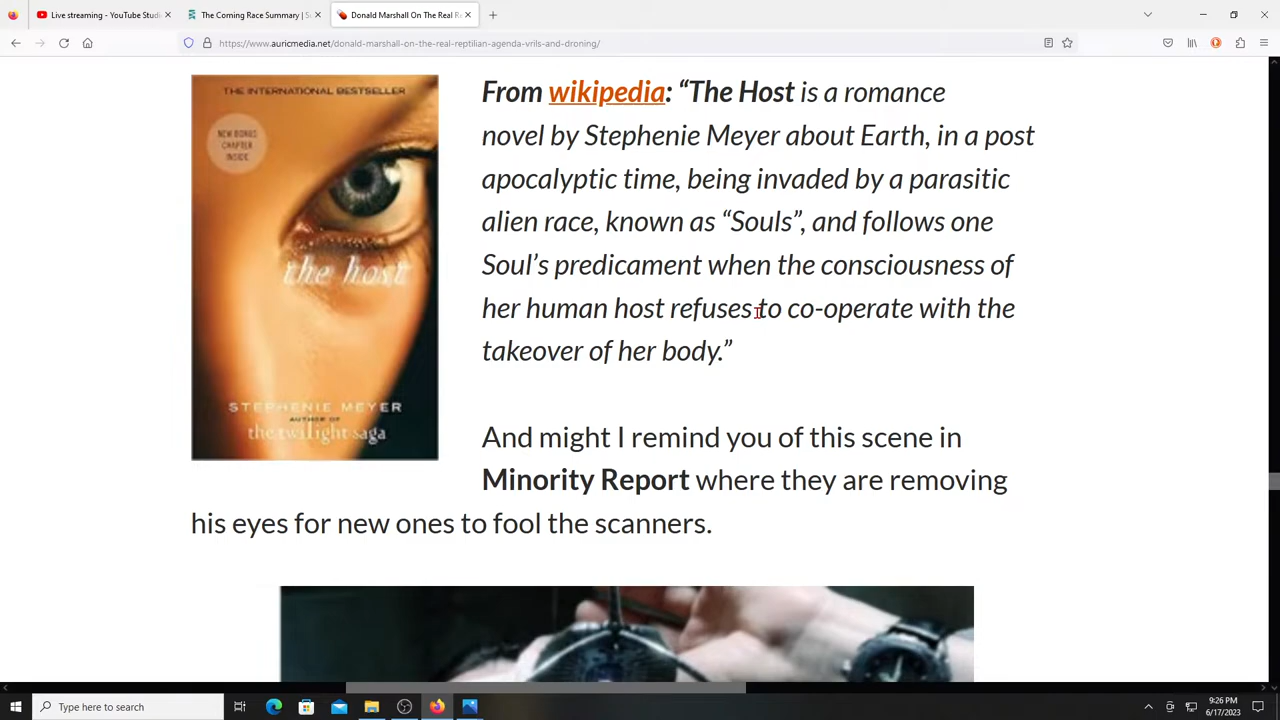 Live streaming - YouTube Studi
The Coming Race Summary | Su
Donald Marshall On The Real Re
https://www.auricmedia.net/donald-marshall-on-the-real-reptilian-agenda-vrils-and-droning/
THE INTERNATIONAL BESTSELLER
NEW BONUS
CHAPTER
INSIDE
the host
STEPHENIE MEYER
AUTHOR OF
the twilight saga
From wikipedia: “The Host is a romance
novel by Stephenie Meyer about Earth, in a post
apocalyptic time, being invaded by a parasitic
alien race, known as “Souls”, and follows one
Soul’s predicament when the consciousness of
her human host refuses to co-operate with the
takeover of her body.”
And might I remind you of this scene in
Minority Report where they are removing
his eyes for new ones to fool the scanners.
Type here to search
9:26 PM
6/17/2023